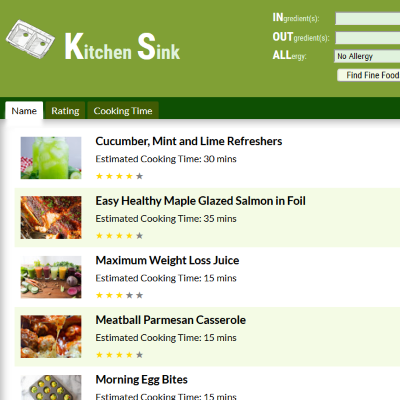 Kitchen Sink
INgredient(s):
OUTgredient(s):
ALLergy:
No Allergy
Find Fine Food
Name
Rating
Cooking Time
Cucumber, Mint and Lime Refreshers
Estimated Cooking Time: 30 mins
Easy Healthy Maple Glazed Salmon in Foil
Estimated Cooking Time: 35 mins
Maximum Weight Loss Juice
Estimated Cooking Time: 15 mins
Meatball Parmesan Casserole
Estimated Cooking Time: 15 mins
Morning Egg Bites
Estimated Cooking Time: 15 mins